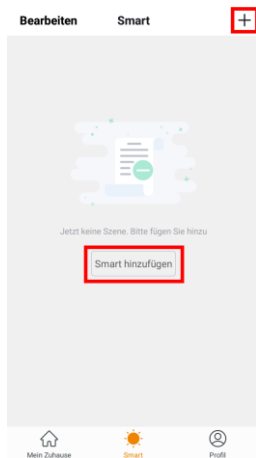 Bearbeiten Smart +
Jetzt keine Szene. Bitte fügen Sie hinzu
Smart hinzufügen
Mein Zuhause Smart Profil